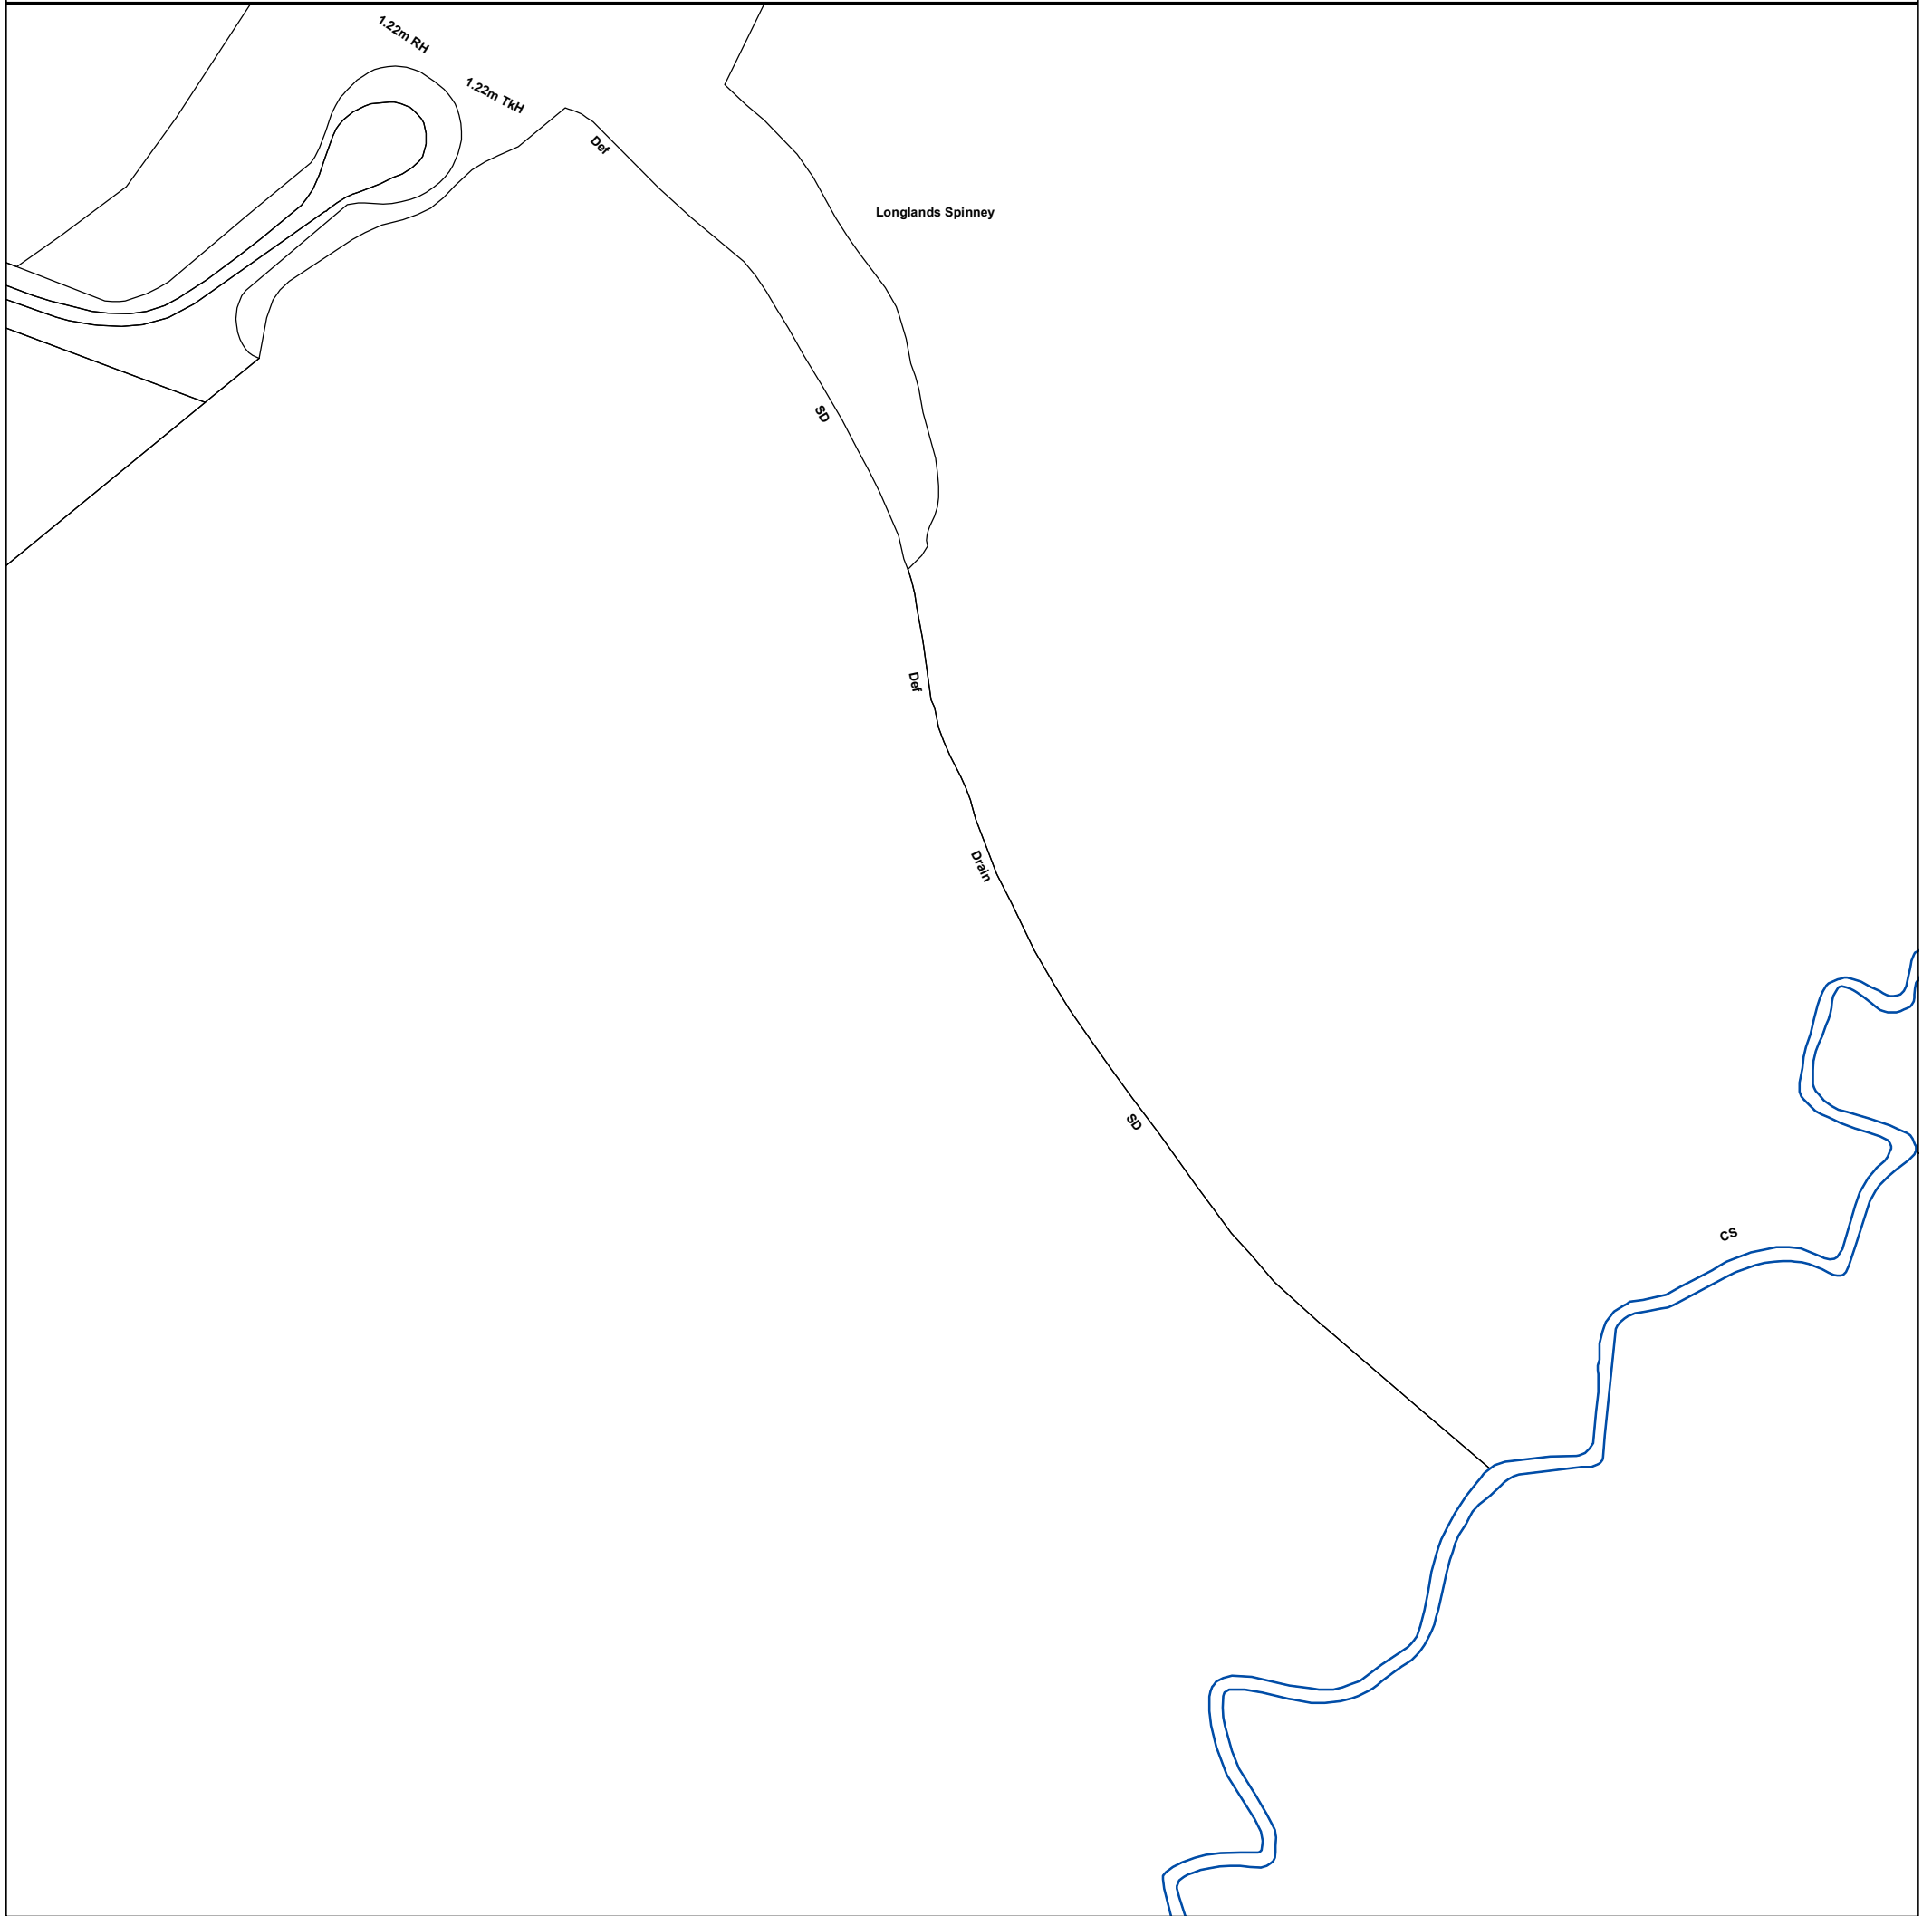 1.22m RH
1.22m TkH
Def
Longlands Spinney
SD
Def
Drain
SD
CS